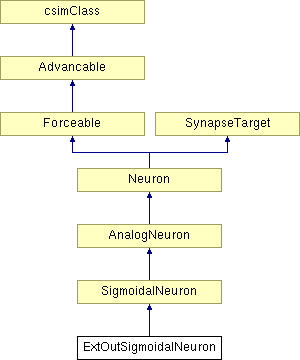 csimClass
Advancable
Forceable
SynapseTarget
Neuron
AnalogNeuron
SigmoidalNeuron
ExtOutSigmoidalNeuron